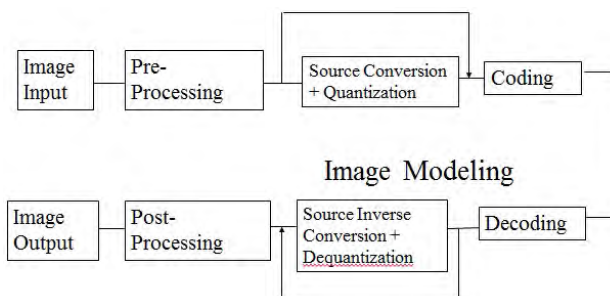 Image
Input
Pre-
Processing
Source Conversion
+ Quantization
Coding
Image Modeling
Image
Output
Post-
Processing
Source Inverse
Conversion +
Dequantization
Decoding